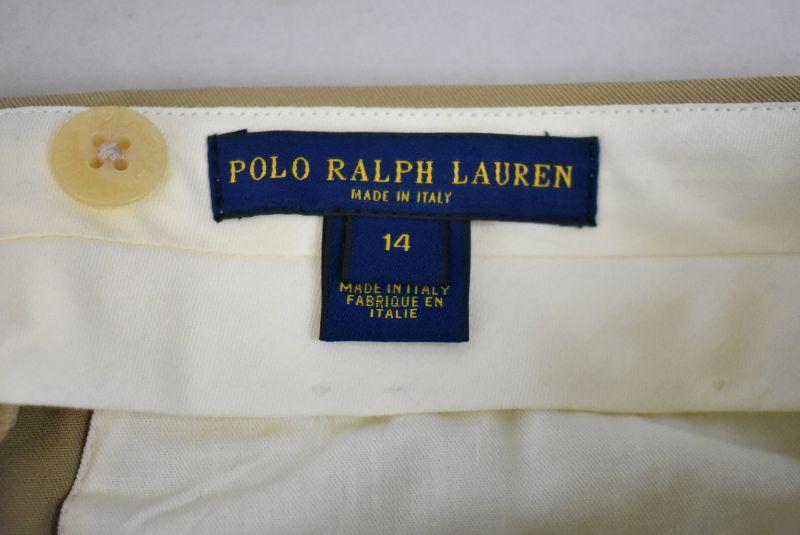 POLO RALPH LAUREN
MADE IN ITALY
14
MADE IN ITALY
FABRIQUE EN
ITALIE